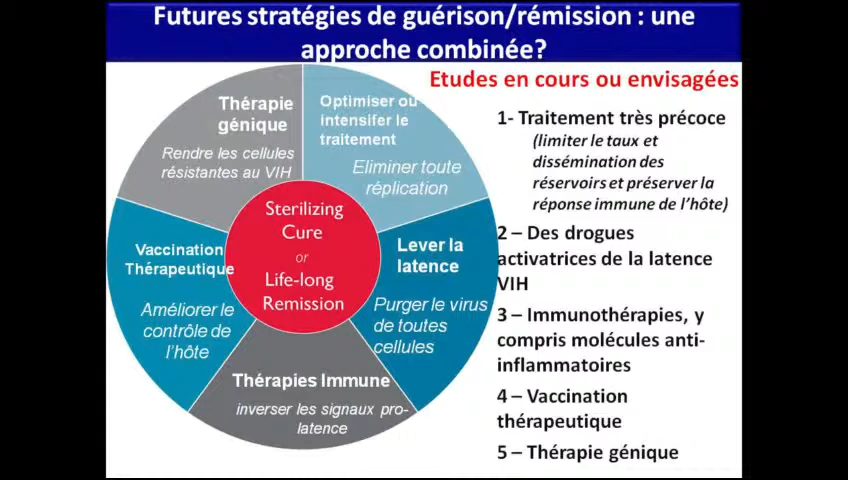 Futures stratégies de guérison/rémission : une
approche combinée?
Etudes en cours ou envisagées
Thérapie
génique
Rendre les cellules
résistantes au VIH
Optimiser ou
intensifer le
traitement
Eliminer toute
réplication
Sterilizing
Cure
or
Life-long
Remission
Lever la
latence
Purger le virus
de toutes
cellules
Vaccination
Thérapeutique
Améliorer le
contrôle de
l'hôte
Thérapies Immune
inverser les signaux pro-
latence
1- Traitement très précoce
(limiter le taux et
dissémination des
réservoirs et préserver la
réponse immune de l'hôte)
2 – Des drogues
activatrices de la latence
VIH
3 – Immunothérapies, y
compris molécules anti-
inflammatoires
4 – Vaccination
thérapeutique
5 – Thérapie génique